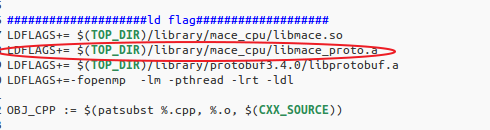 ###################ld flag##################
LDFLAGS+= $(TOP_DIR)/library/mace_cpu/libmace.so
LDFLAGS+= $(TOP_DIR)/library/mace_cpu/libmace_proto.a
LDFLAGS+= $(TOP_DIR)/library/protobuf3.4.0/libprotobuf.a
LDFLAGS+=-fopenmp  -lm -pthread -lrt -ldl
OBJ_CPP := $(patsubst %.cpp, %.o, $(CXX_SOURCE))